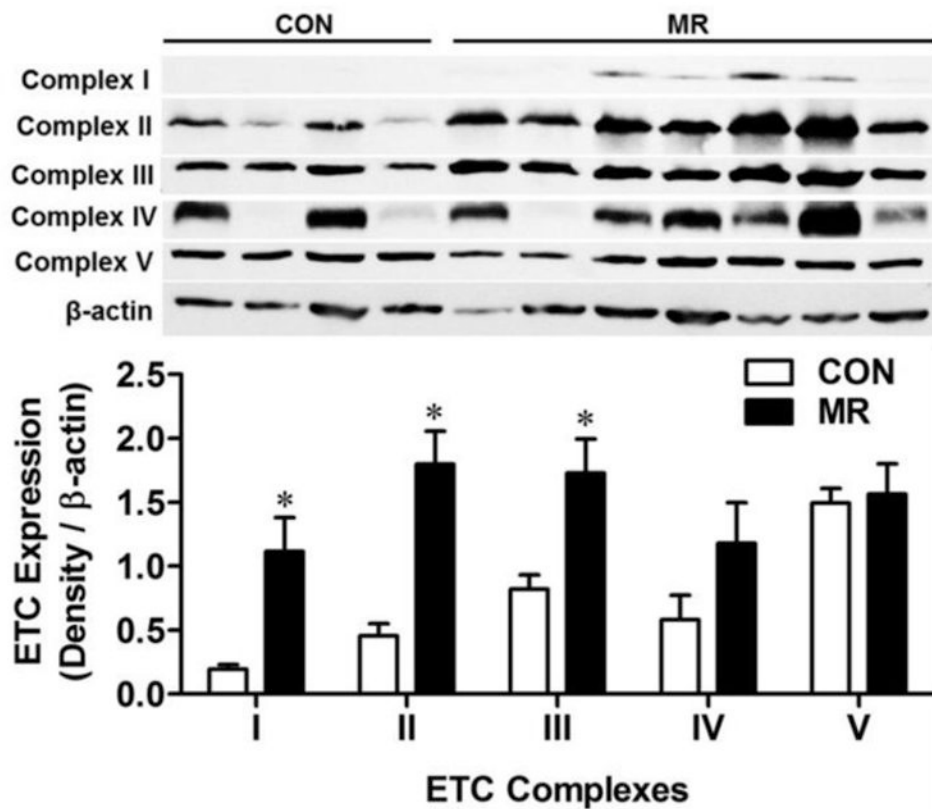 CON MR
Complex I
Complex II
Complex III
Complex IV
Complex V
β-actin
2.5
2.0
1.5
1.0
0.5
0.0
ETC Expression
(Density / β-actin)
CON
MR
* * *
I II III IV V
ETC Complexes